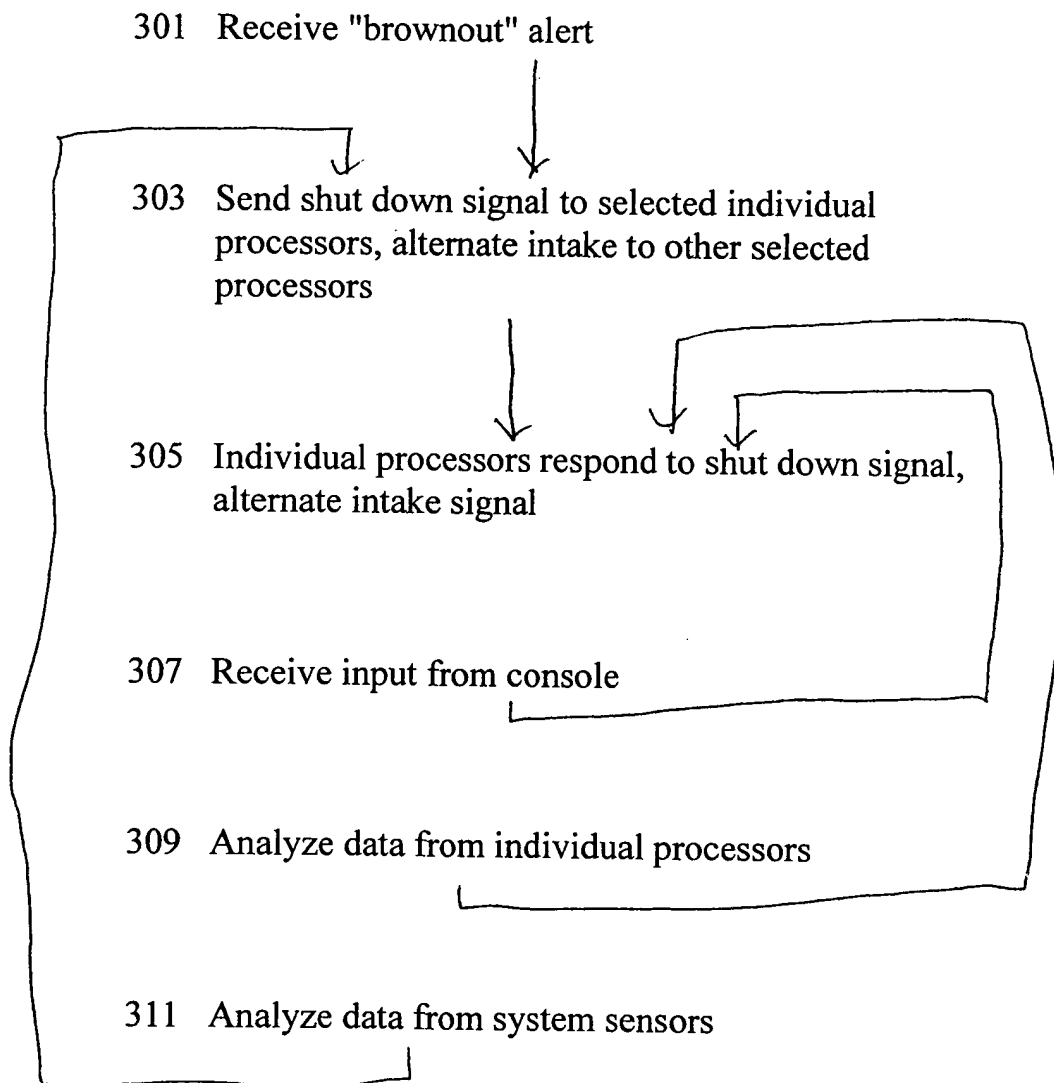 301 Receive "brownout" alert
303 Send shut down signal to selected individual
processors, alternate intake to other selected
processors
305 Individual processors respond to shut down signal,
alternate intake signal
307 Receive input from console
309 Analyze data from individual processors
311 Analyze data from system sensors